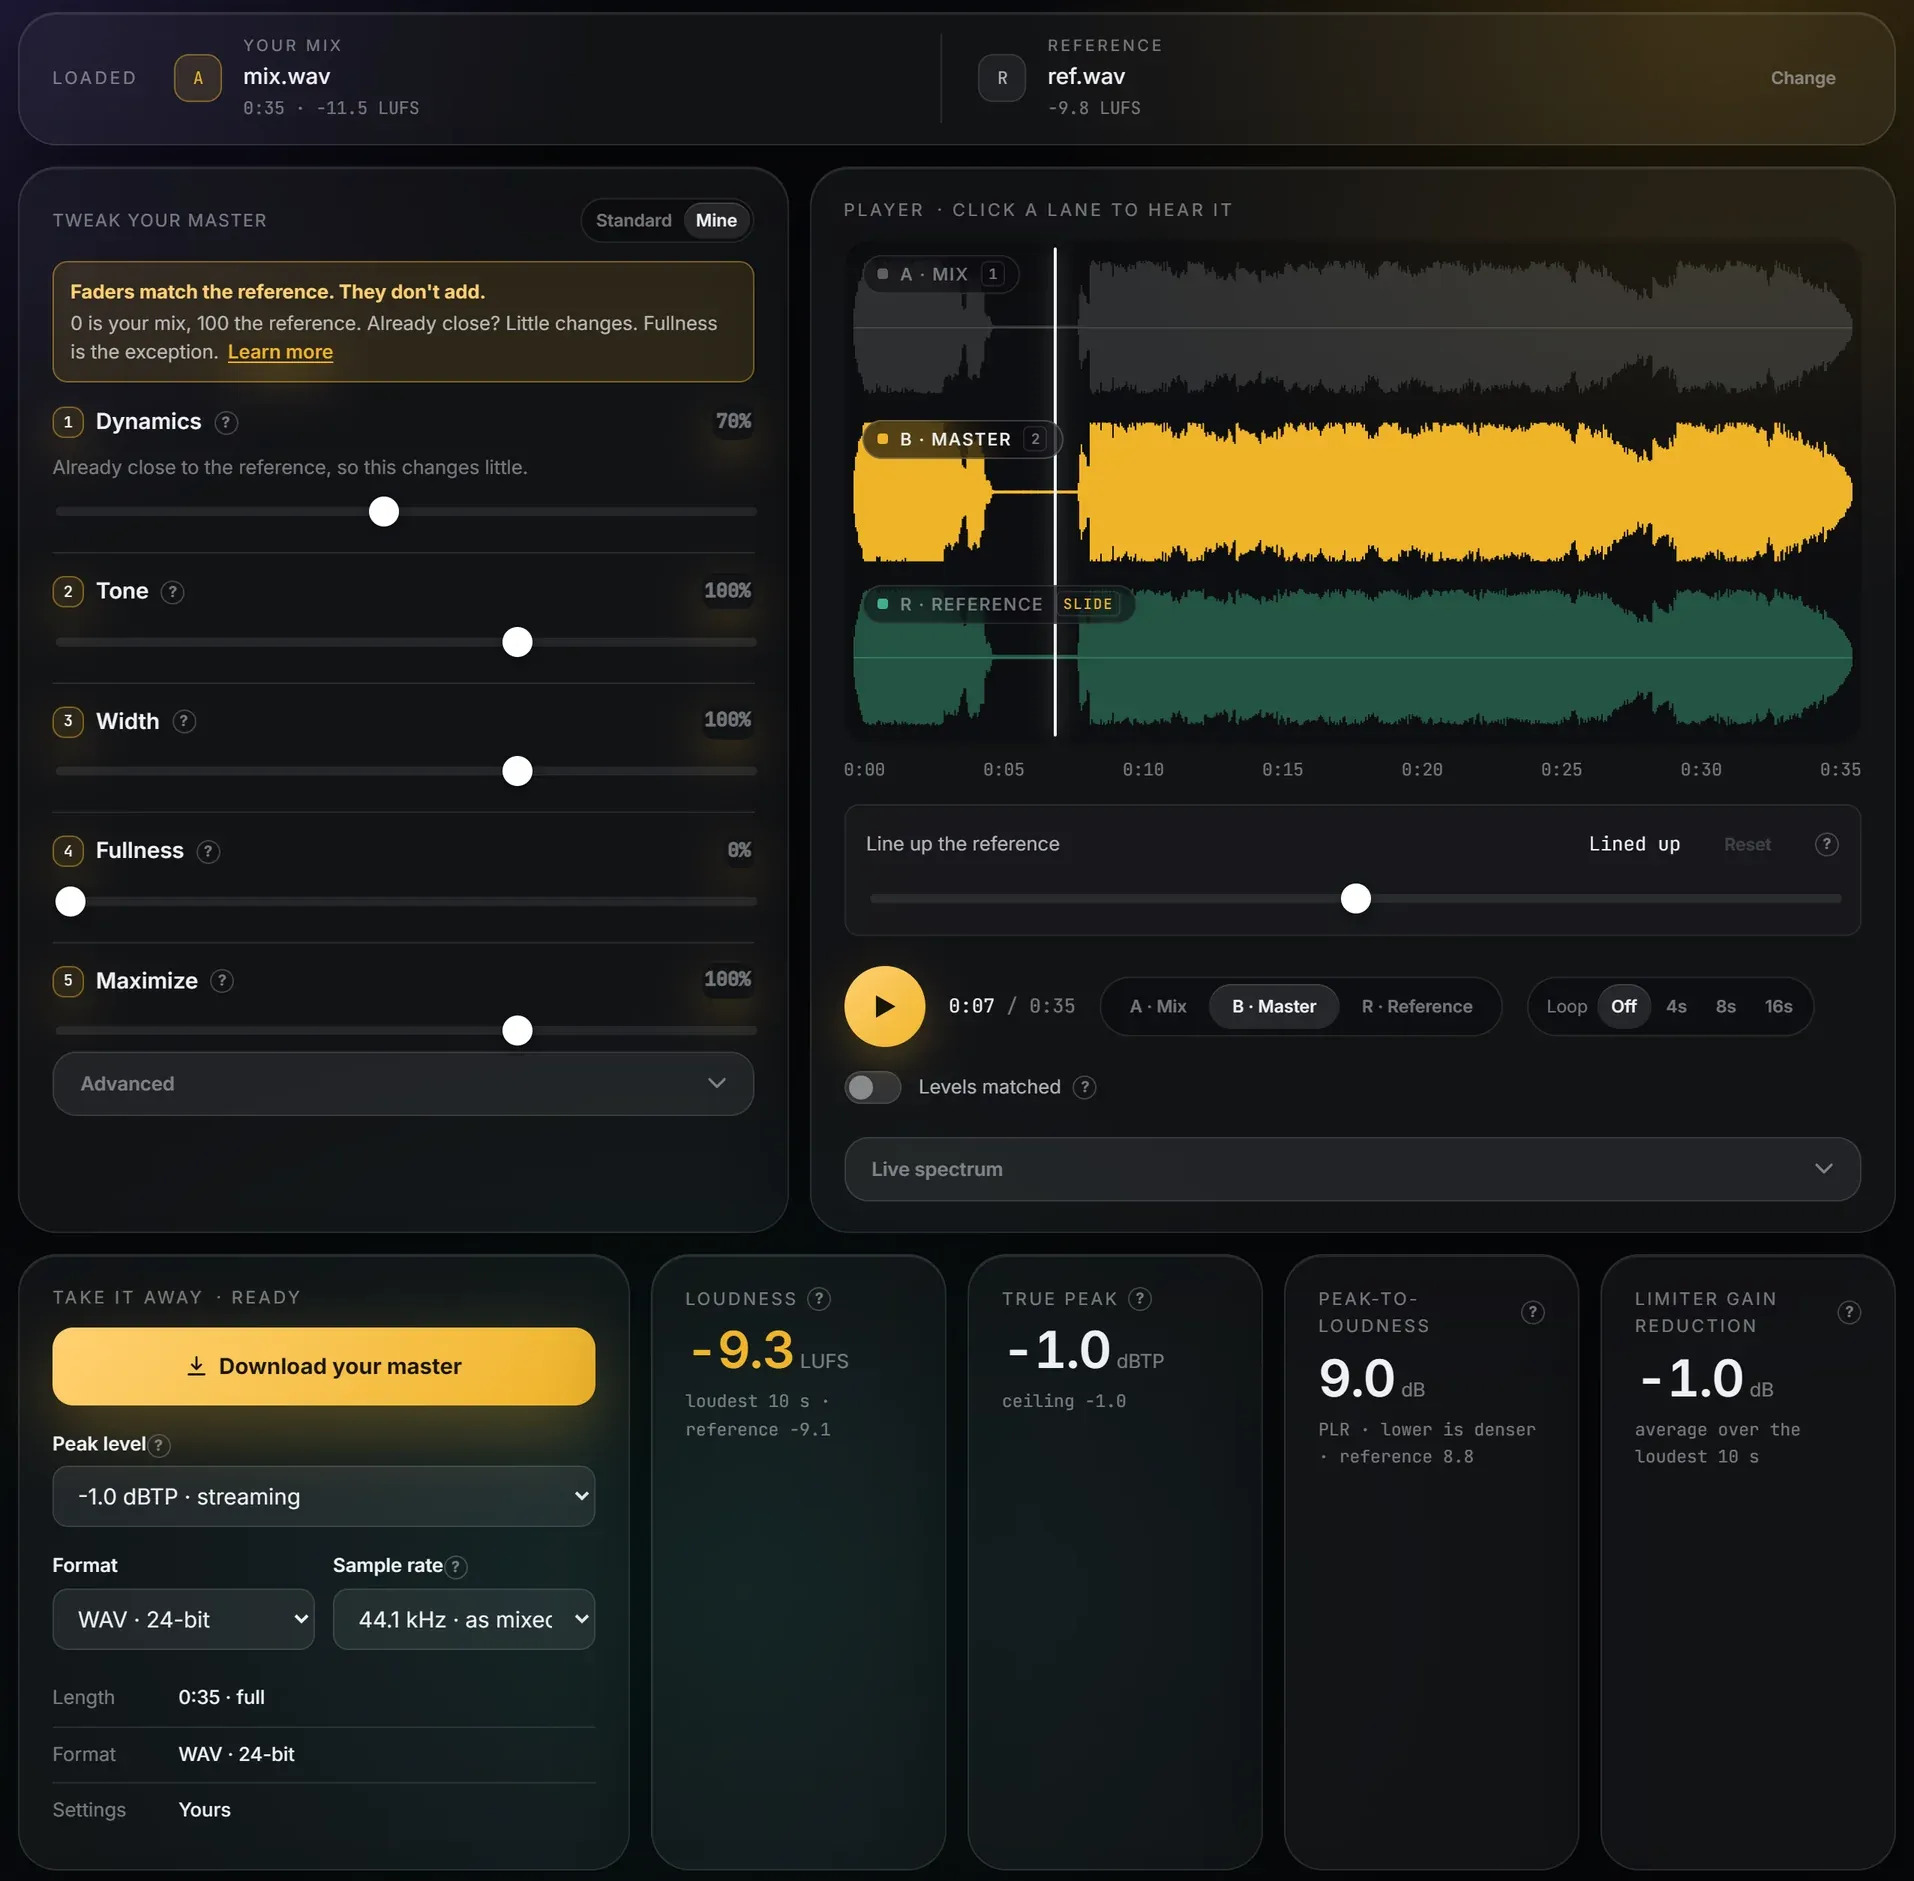 LOADED
A
YOUR MIX
mix.wav
0:35 · -11.5 LUFS
R
REFERENCE
ref.wav
-9.8 LUFS
Change
TWEAK YOUR MASTER
Standard Mine
Faders match the reference. They don't add.
0 is your mix, 100 the reference. Already close? Little changes. Fullness
is the exception. Learn more
1 Dynamics ? 70%
Already close to the reference, so this changes little.
2 Tone ? 100%
3 Width ? 100%
4 Fullness ? 0%
5 Maximize ? 100%
Advanced
PLAYER · CLICK A LANE TO HEAR IT
A · MIX 1
B · MASTER 2
R · REFERENCE SLIDE
0:00 0:05 0:10 0:15 0:20 0:25 0:30 0:35
Line up the reference Lined up Reset ?
0:07 / 0:35 A · Mix B · Master R · Reference Loop Off 4s 8s 16s
Levels matched ?
Live spectrum
TAKE IT AWAY · READY
Download your master
Peak level ?
-1.0 dBTP · streaming
Format Sample rate ?
WAV · 24-bit 44.1 kHz · as mixed
Length 0:35 · full
Format WAV · 24-bit
Settings Yours
LOUDNESS ?
-9.3 LUFS
loudest 10 s ·
reference -9.1
TRUE PEAK ?
-1.0 dBTP
ceiling -1.0
PEAK-TO-
LOUDNESS ?
9.0 dB
PLR · lower is denser
· reference 8.8
LIMITER GAIN
REDUCTION ?
-1.0 dB
average over the
loudest 10 s